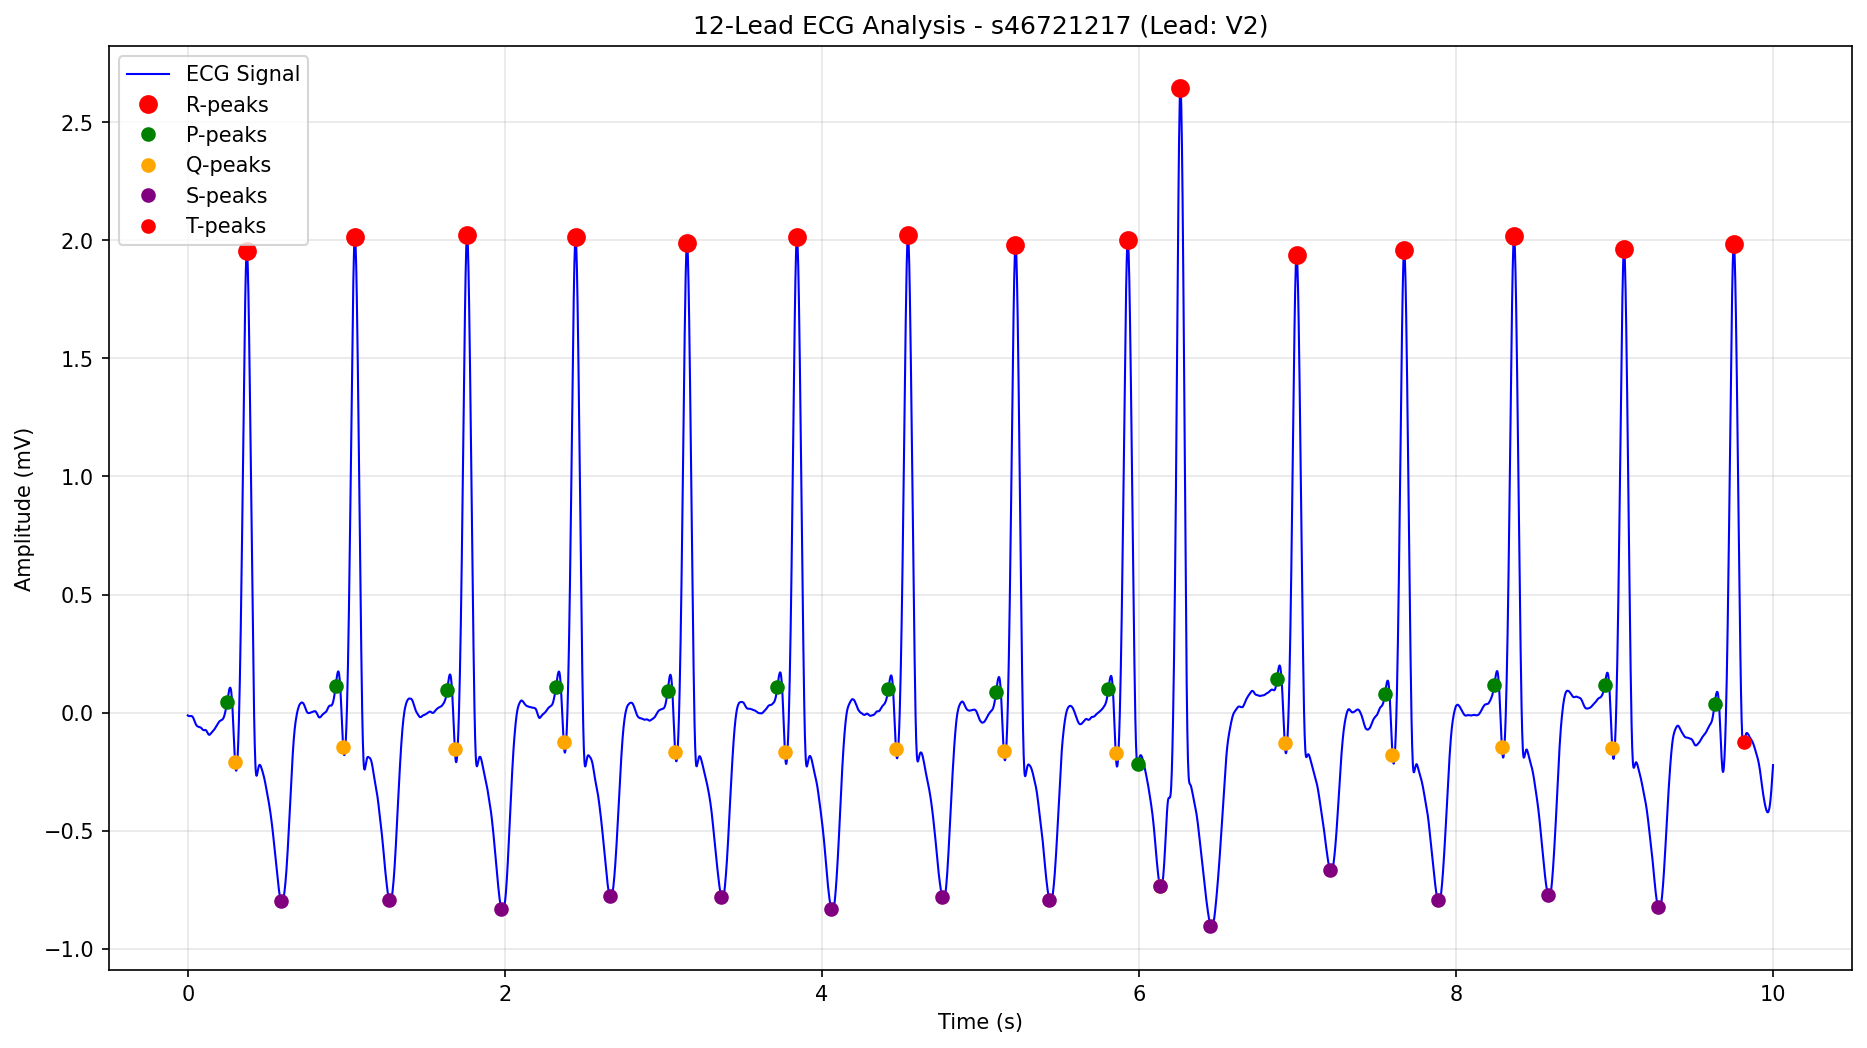 12-Lead ECG Analysis - s46721217 (Lead: V2)
ECG Signal
R-peaks
P-peaks
Q-peaks
S-peaks
T-peaks
2.5
2.0
1.5
1.0
0.5
0.0
−0.5
−1.0
Amplitude (mV)
0 2 4 6 8 10
Time (s)